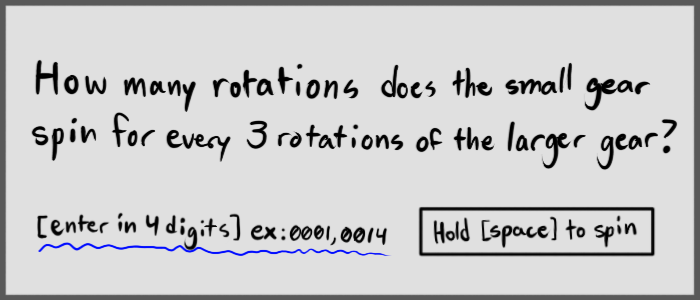 How many rotations does the small gear
spin for every 3 rotations of the larger gear?
[enter in 4 digits] ex:0001,0014
Hold [space] to spin